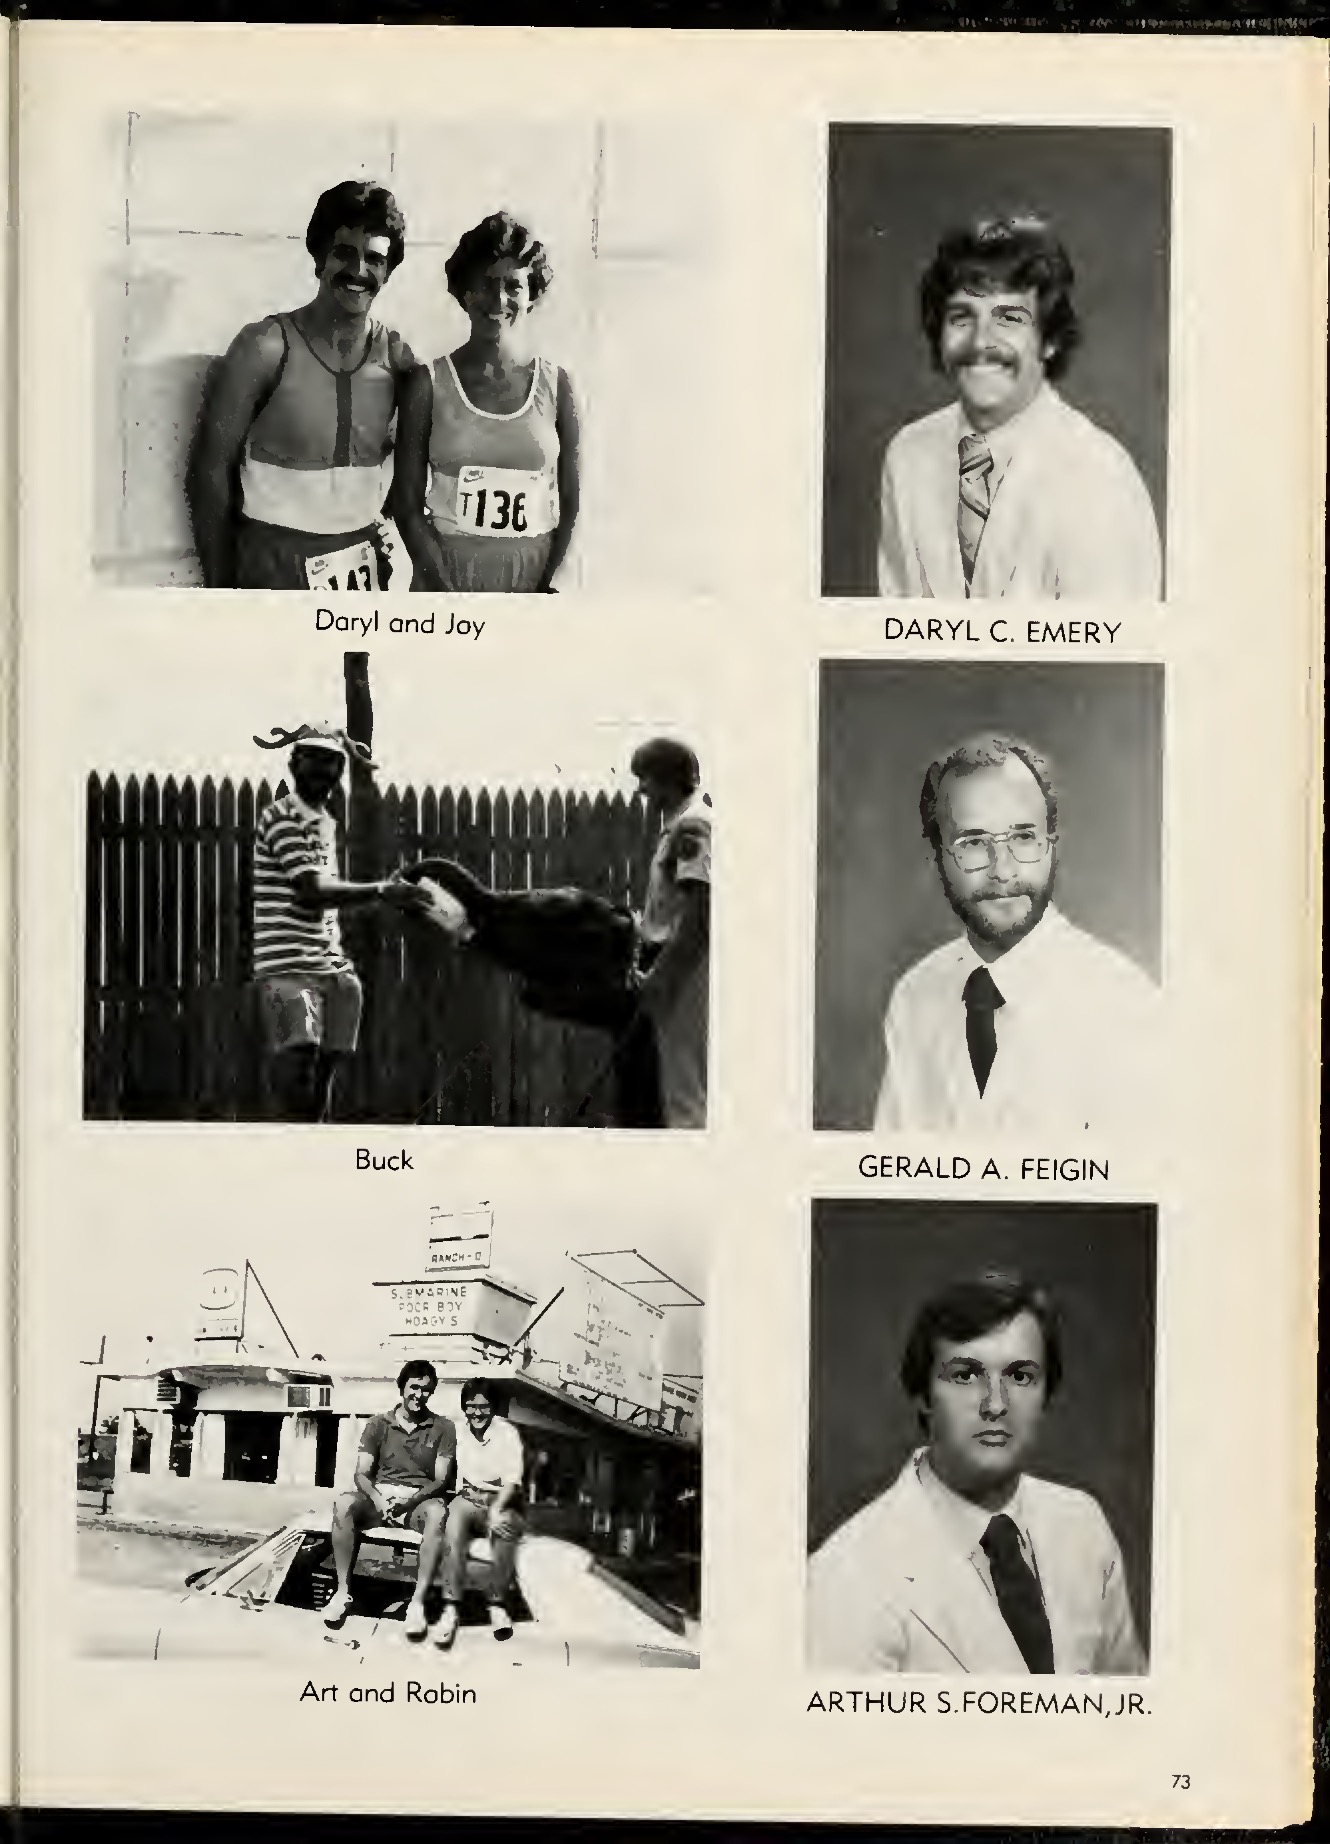 T136
147
Daryl and Joy
DARYL C. EMERY
Buck
GERALD A. FEIGIN
RANCH-O
SUBMARINE
POOR BOY
HOAGY S
Art and Robin
ARTHUR S.FOREMAN,JR.
73